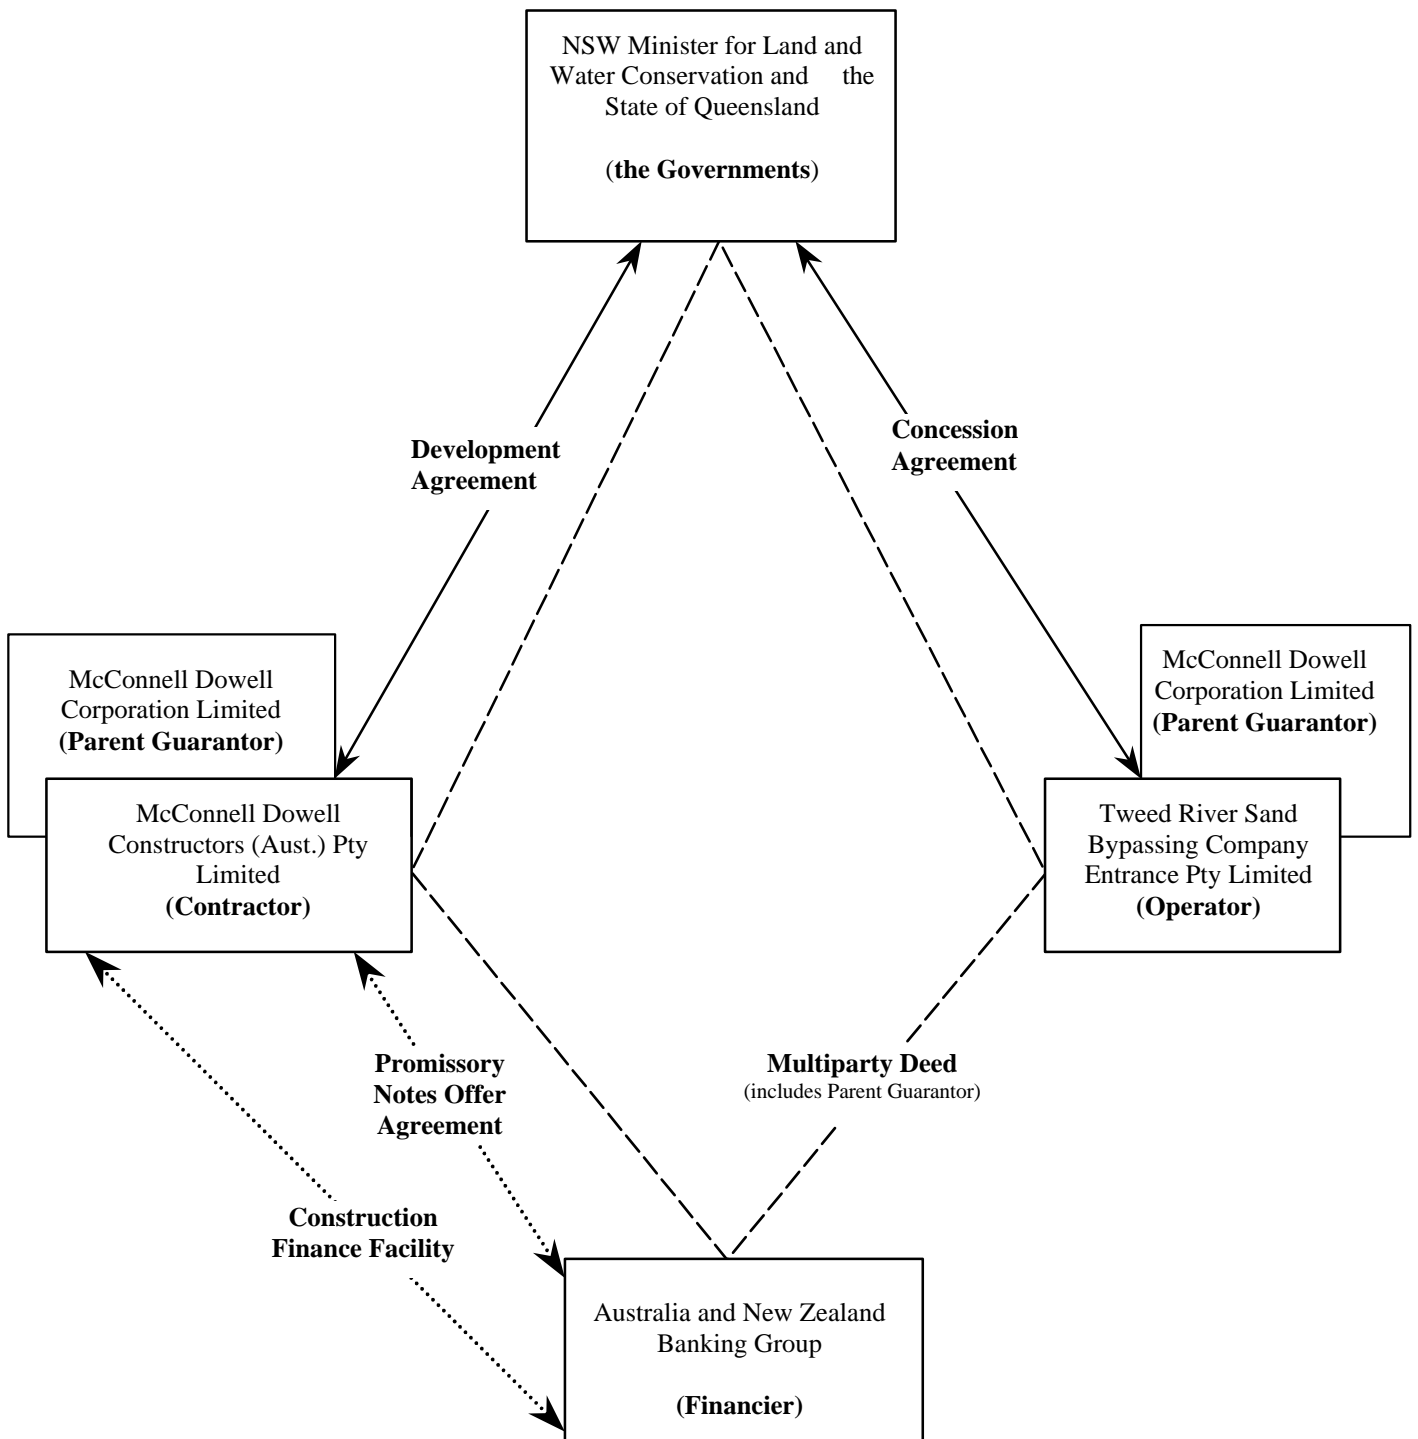 NSW Minister for Land and
Water Conservation and the
State of Queensland
(the Governments)
Development
Agreement
Concession
Agreement
McConnell Dowell
Corporation Limited
(Parent Guarantor)
McConnell Dowell
Constructors (Aust.) Pty
Limited
(Contractor)
McConnell Dowell
Corporation Limited
(Parent Guarantor)
Tweed River Sand
Bypassing Company
Entrance Pty Limited
(Operator)
Promissory
Notes Offer
Agreement
Multiparty Deed
(includes Parent Guarantor)
Construction
Finance Facility
Australia and New Zealand
Banking Group
(Financier)